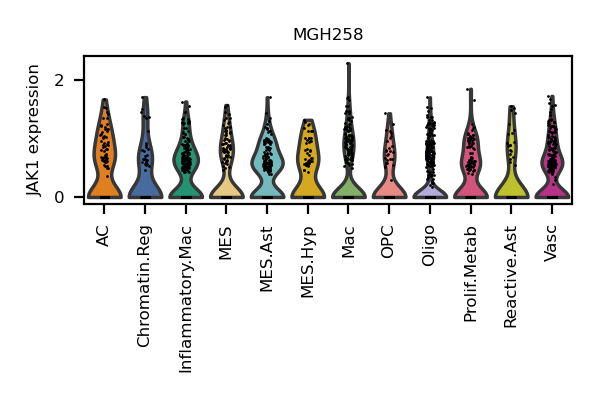 MGH258
JAK1 expression
2
0
AC
Chromatin.Reg
Inflammatory.Mac
MES
MES.Ast
MES.Hyp
Mac
OPC
Oligo
Prolif.Metab
Reactive.Ast
Vasc